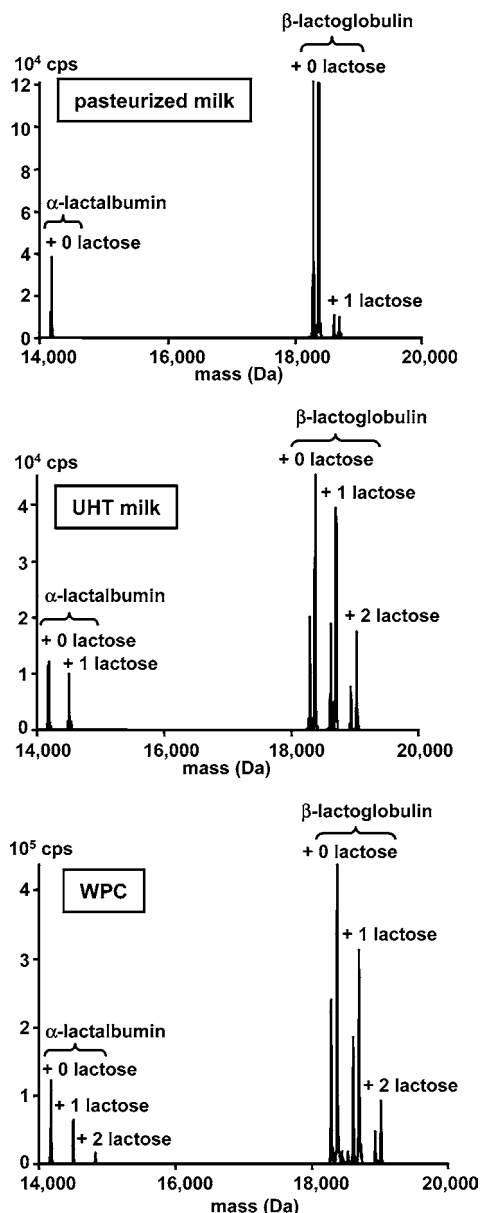 β-lactoglobulin
10⁴ cps
+ 0 lactose
12
pasteurized milk
10
8
α-lactalbumin
6
+ 0 lactose
4
+ 1 lactose
2
0
14,000 16,000 18,000 20,000
mass (Da)
β-lactoglobulin
10⁴ cps
+ 0 lactose
+ 1 lactose
UHT milk
4
3
α-lactalbumin
2
+ 2 lactose
+ 0 lactose
+ 1 lactose
1
0
14,000 16,000 18,000 20,000
mass (Da)
β-lactoglobulin
10⁵ cps
+ 0 lactose
WPC
4
+ 1 lactose
3
2
α-lactalbumin
+ 0 lactose
+ 2 lactose
1
+ 1 lactose
+ 2 lactose
0
14,000 16,000 18,000 20,000
mass (Da)